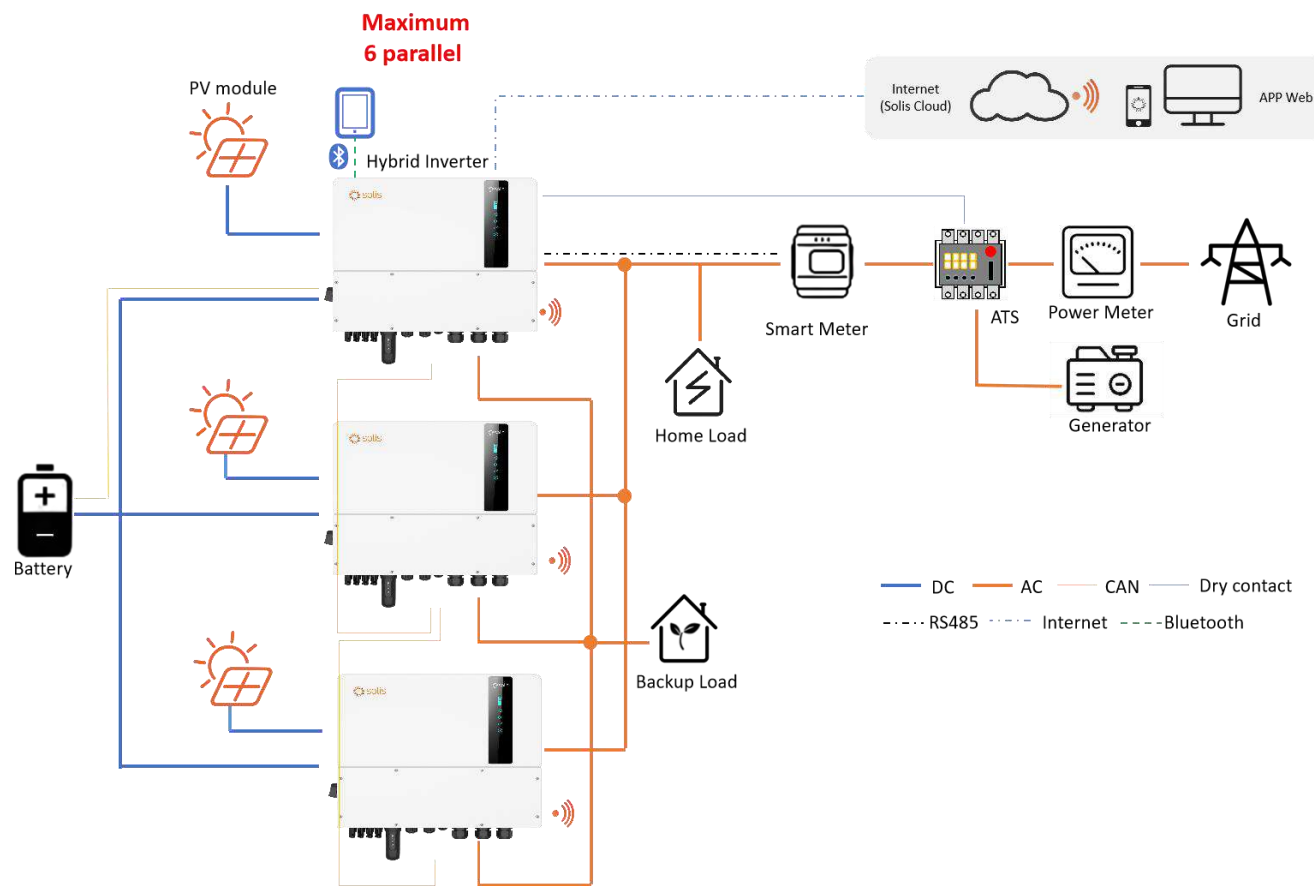 Maximum
6 parallel
PV module
Internet
(Solis Cloud)
APP Web
Hybrid Inverter
solis
Smart Meter
ATS
Power Meter
Grid
Home Load
Generator
solis
Battery
Backup Load
DC
AC
CAN
Dry contact
RS485
Internet
Bluetooth
solis